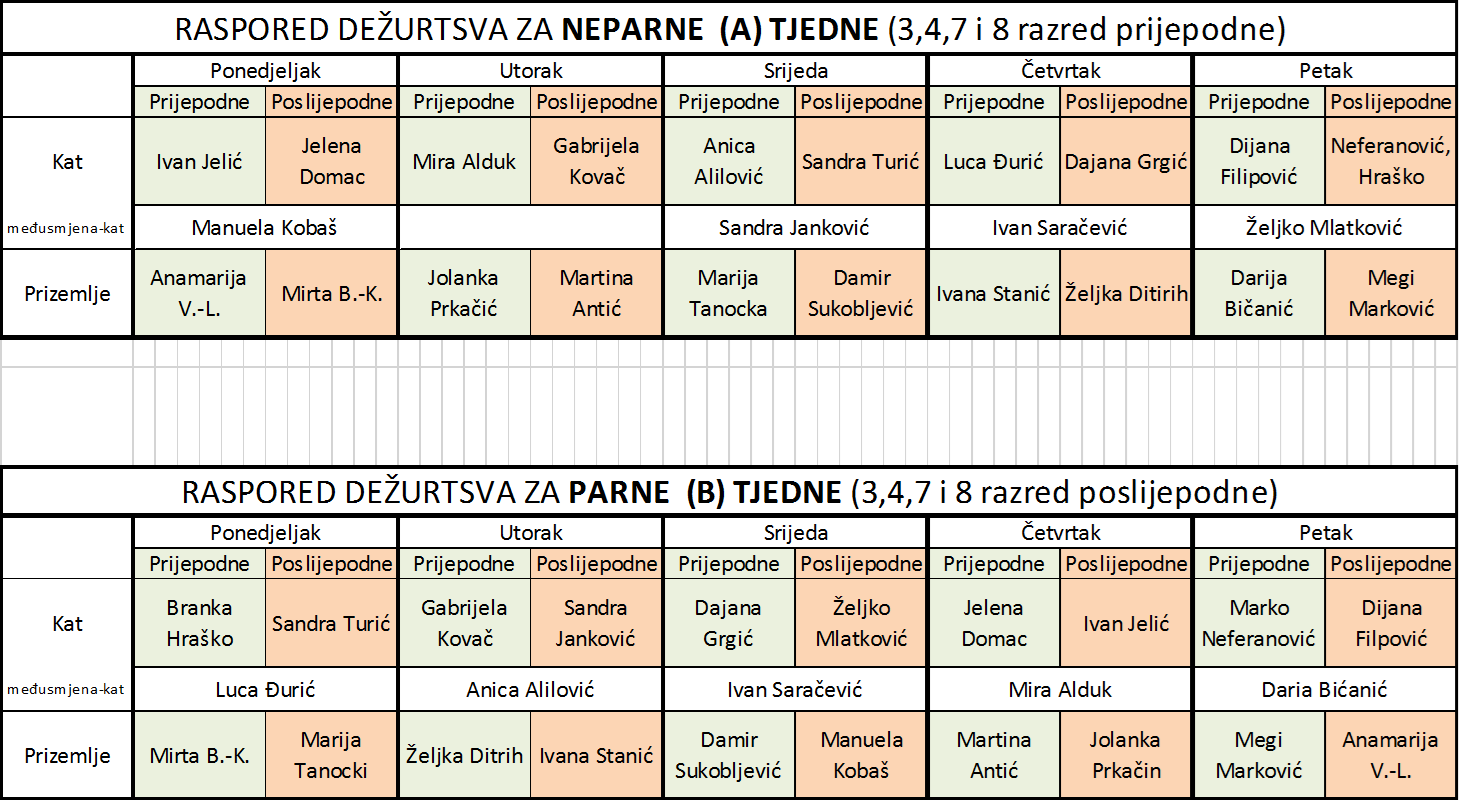 RASPORED DEŽURTSVA ZA NEPARNE (A) TJEDNE (3,4,7 i 8 razred prijepodne)
Ponedjeljak Utorak Srijeda Četvrtak Petak
Prijepodne Poslijepodne Prijepodne Poslijepodne Prijepodne Poslijepodne Prijepodne Poslijepodne Prijepodne Poslijepodne
Kat
Ivan Jelić
Jelena
Domac
Mira Alduk
Gabrijela
Kovač
Anica
Alilović
Sandra Turić
Luca Đurić
Dajana Grgić
Dijana
Filipović
Neferanović,
Hraško
međusmjena-kat
Manuela Kobaš
Sandra Janković
Ivan Saračević
Željko Mlatković
Prizemlje
Anamarija
V.-L.
Mirta B.-K.
Jolanka
Prkačić
Martina
Antić
Marija
Tanocka
Damir
Sukobljević
Ivana Stanić
Željka Ditirih
Darija
Bičanić
Megi
Marković
RASPORED DEŽURTSVA ZA PARNE (B) TJEDNE (3,4,7 i 8 razred poslijepodne)
Ponedjeljak Utorak Srijeda Četvrtak Petak
Prijepodne Poslijepodne Prijepodne Poslijepodne Prijepodne Poslijepodne Prijepodne Poslijepodne Prijepodne Poslijepodne
Kat
Branka
Hraško
Sandra Turić
Gabrijela
Kovač
Sandra
Janković
Dajana
Grgić
Željko
Mlatković
Jelena
Domac
Ivan Jelić
Marko
Neferanović
Dijana
Filpović
međusmjena-kat
Luca Đurić
Anica Alilović
Ivan Saračević
Mira Alduk
Daria Bićanić
Prizemlje
Mirta B.-K.
Marija
Tanocki
Željka Ditrih
Ivana Stanić
Damir
Sukobljević
Manuela
Kobaš
Martina
Antić
Jolanka
Prkačin
Megi
Marković
Anamarija
V.-L.